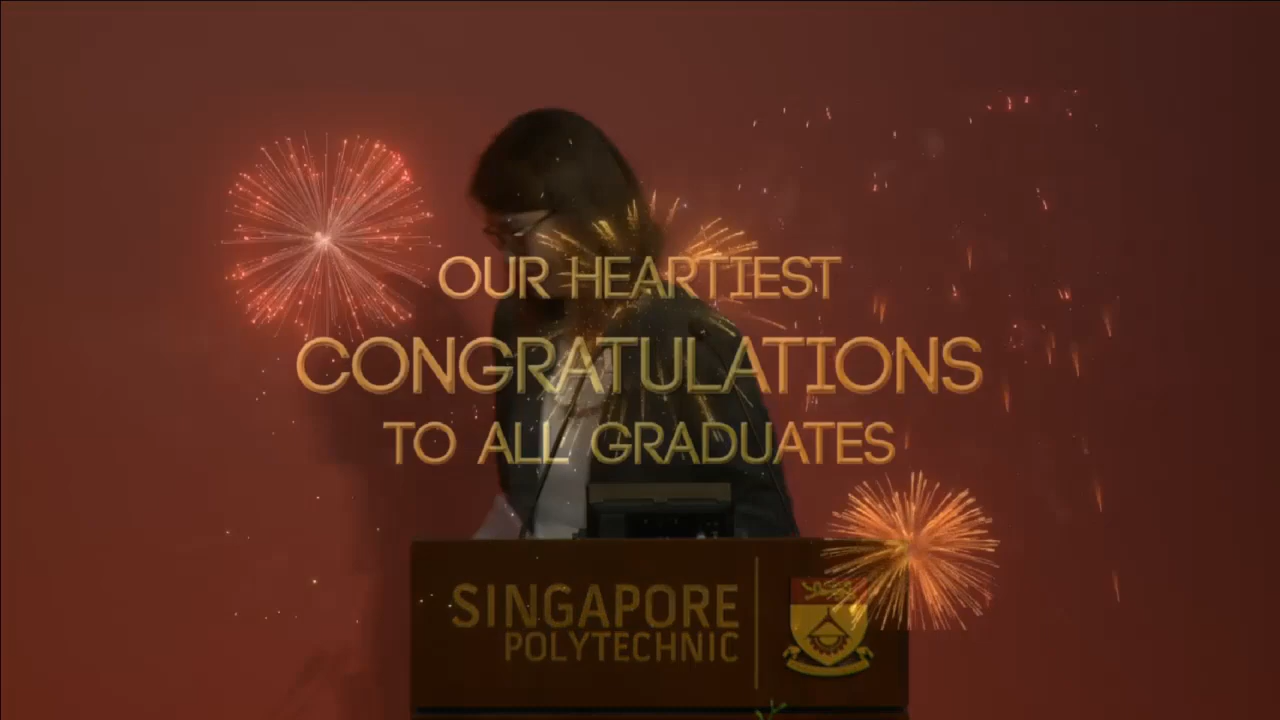 OUR HEARTIEST
CONGRATULATIONS
TO ALL GRADUATES
SINGAPORE
POLYTECHNIC